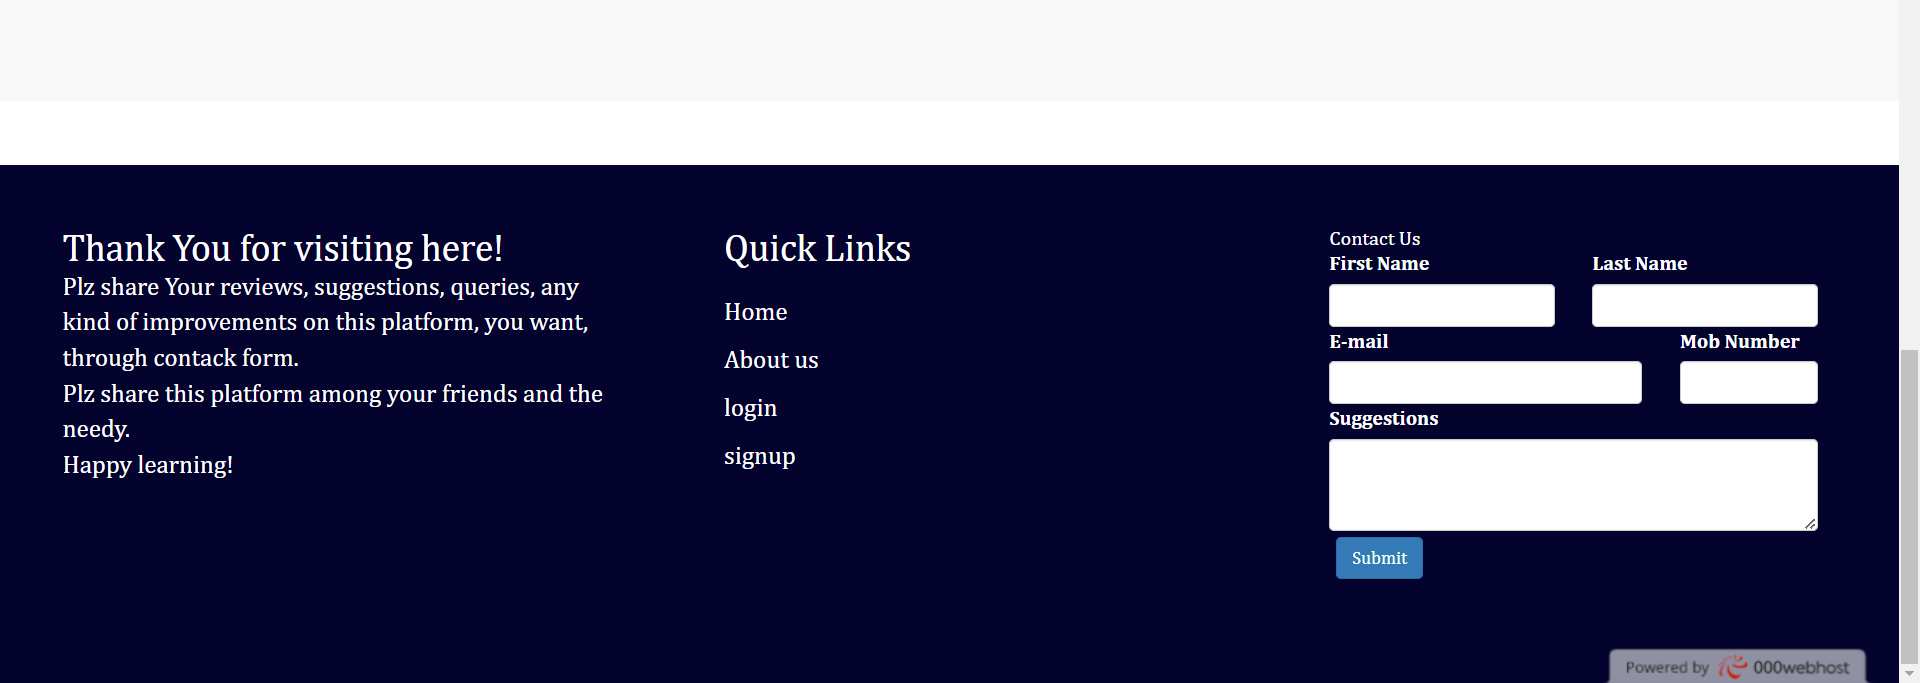 Thank You for visiting here!
Plz share Your reviews, suggestions, queries, any
kind of improvements on this platform, you want,
through contack form.
Plz share this platform among your friends and the
needy.
Happy learning!
Quick Links
Home
About us
login
signup
Contact Us
First Name Last Name
E-mail Mob Number
Suggestions
Submit
Powered by 000webhost